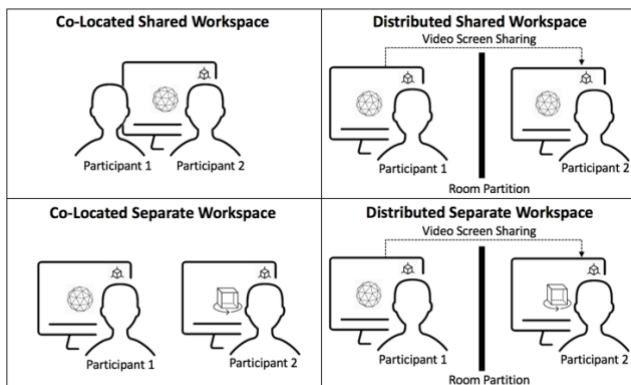 Co-Located Shared Workspace
Participant 1
Participant 2
Distributed Shared Workspace
Video Screen Sharing
Participant 1
Participant 2
Room Partition
Co-Located Separate Workspace
Participant 1
Participant 2
Distributed Separate Workspace
Video Screen Sharing
Participant 1
Participant 2
Room Partition